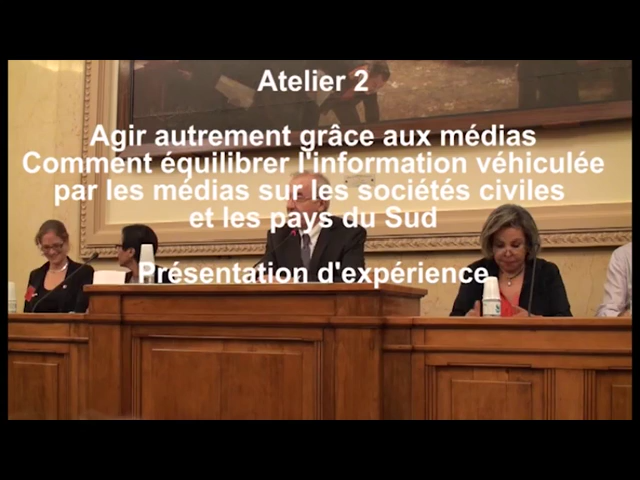 Atelier 2
Agir autrement grâce aux médias
Comment équilibrer l'information véhiculée
par les médias sur les sociétés civiles
et les pays du Sud
Présentation d'expérience